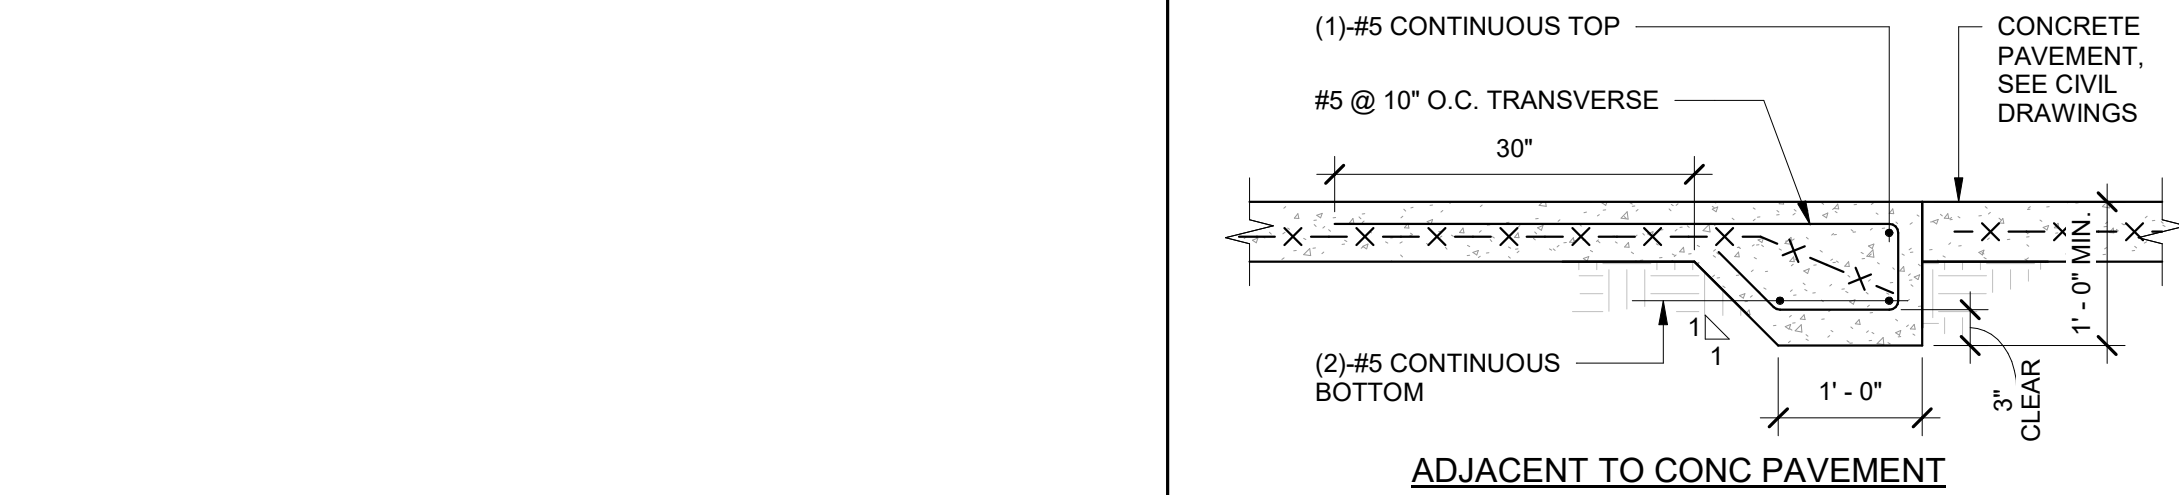 (1)-#5 CONTINUOUS TOP
CONCRETE
PAVEMENT,
SEE CIVIL
DRAWINGS
#5 @ 10" O.C. TRANSVERSE
30"
1' - 0" MIN.
1
1
(2)-#5 CONTINUOUS
BOTTOM
1' - 0"
3"
CLEAR
ADJACENT TO CONC PAVEMENT